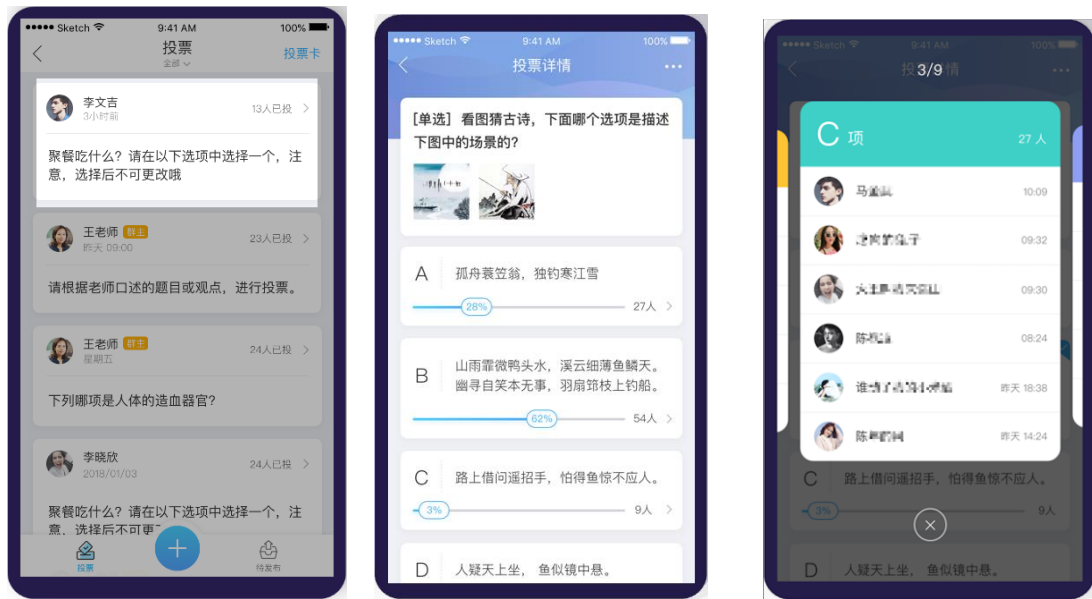 ●●●●● Sketch 9:41 AM 100%
投票
全部
投票卡
李文吉
3小时前
13人已投
聚餐吃什么？请在以下选项中选择一个，注
意，选择后不可更改哦
王老师 群主
昨天 09:00
23人已投
请根据老师口述的题目或观点，进行投票。
王老师 群主
星期五
24人已投
下列哪项是人体的造血器官？
李晓欣
2018/01/03
24人已投
聚餐吃什么？请在以下选项中选择一个，注
意，选择后不可更
投票
+
待发布
●●●●● Sketch 9:41 AM 100%
投票详情
[单选] 看图猜古诗，下面哪个选项是描述
下图中的场景的?
A 孤舟蓑笠翁，独钓寒江雪
28% 27人
B 山雨霏微鸭头水，溪云细薄鱼鳞天。
幽寻自笑本无事，羽扇筇枝上钓船。
62% 54人
C 路上借问遥招手，怕得鱼惊不应人。
3% 9人
D 人疑天上坐， 鱼似镜中悬。
●●●●● Sketch 9:41 AM 100%
3/9
C 项 27 人
10:09
09:32
09:30
08:24
昨天 18:38
昨天 14:24
C 路上借问遥招手，怕得鱼惊不应人。
3% 9人
D 人疑天上坐， 鱼似镜中悬。